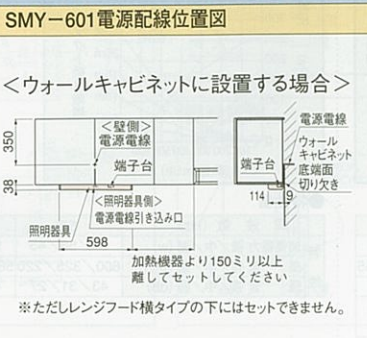 SMY－601電源配線位置図
＜ウォールキャビネットに設置する場合＞
350
38
＜壁側＞
電源電線
端子台
＜照明器具側＞
電源電線引き込み口
照明器具
598
加熱機器より150ミリ以上
離してセットしてください
電源電線
ウォール
キャビネット
底端面
切り欠き
端子台
114
9
※ただしレンジフード横タイプの下にはセットできません。